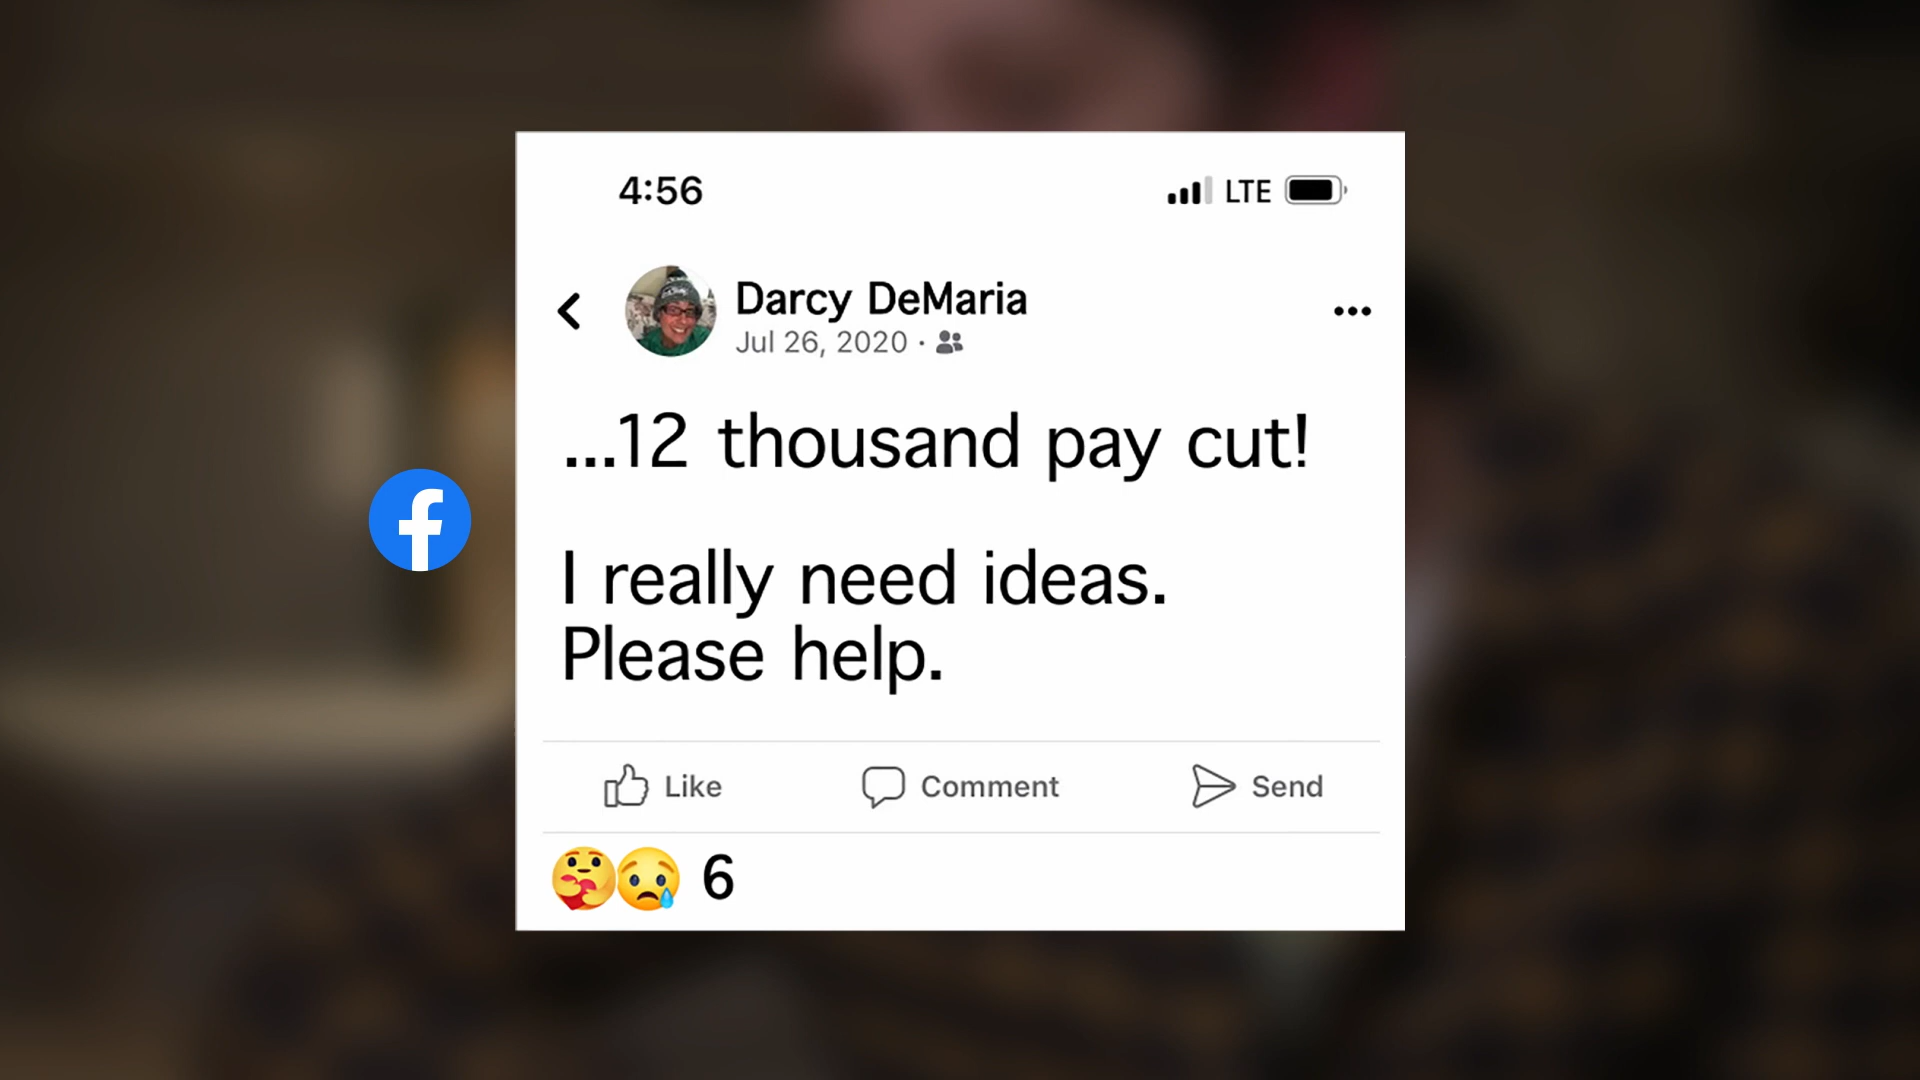 4:56 LTE
Darcy DeMaria
Jul 26, 2020 ·
...12 thousand pay cut!
I really need ideas.
Please help.
Like Comment Send
6